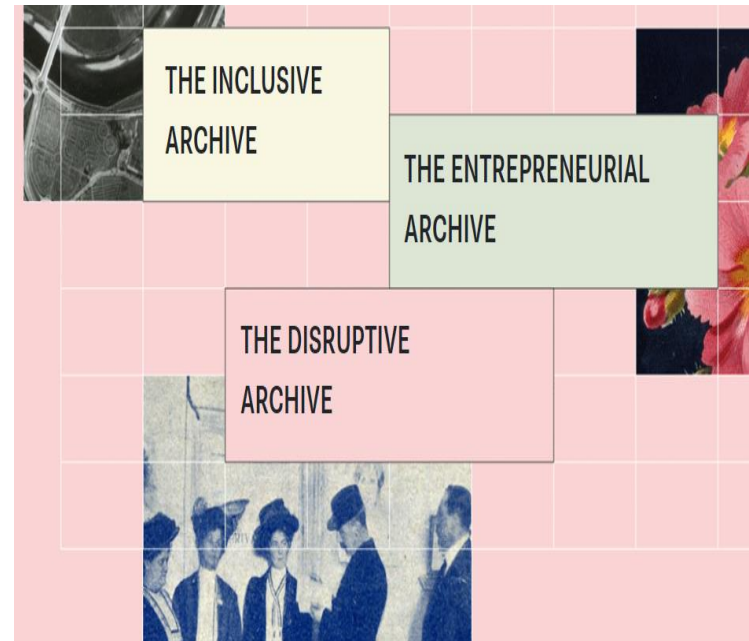 THE INCLUSIVE
ARCHIVE
THE ENTREPRENEURIAL
ARCHIVE
THE DISRUPTIVE
ARCHIVE